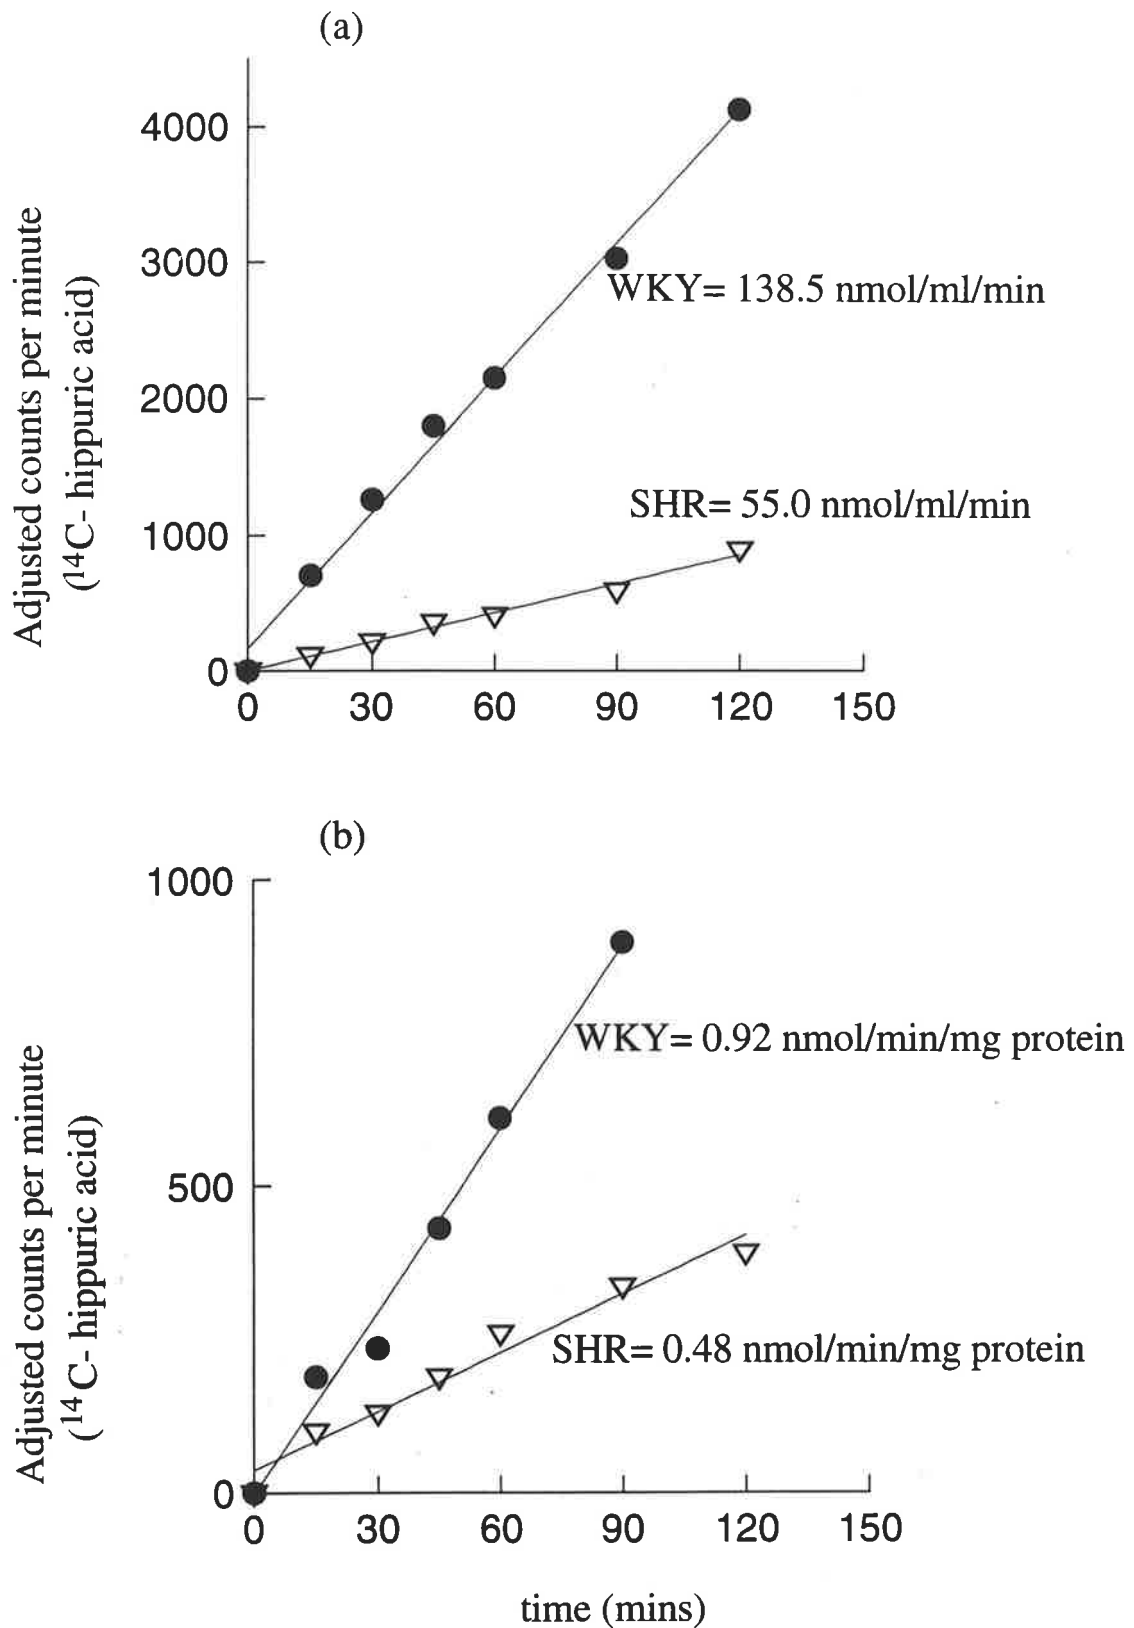 (a)
Adjusted counts per minute
(¹⁴C- hippuric acid)
4000
3000
2000
1000
0
WKY= 138.5 nmol/ml/min
SHR= 55.0 nmol/ml/min
0 30 60 90 120 150
(b)
Adjusted counts per minute
(¹⁴C- hippuric acid)
1000
500
0
WKY= 0.92 nmol/min/mg protein
SHR= 0.48 nmol/min/mg protein
0 30 60 90 120 150
time (mins)